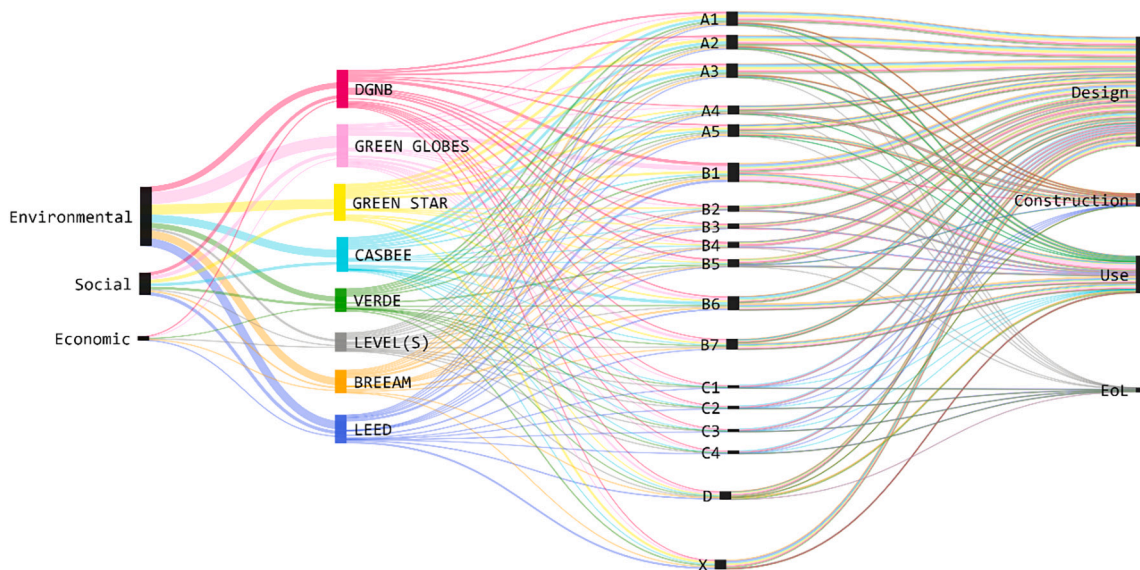 Environmental
Social
Economic
DGNB
GREEN GLOBES
GREEN STAR
CASBEE
VERDE
LEVEL(S)
BREEAM
LEED
A1
A2
A3
A4
A5
B1
B2
B3
B4
B5
B6
B7
C1
C2
C3
C4
D
X
Design
Construction
Use
EoL